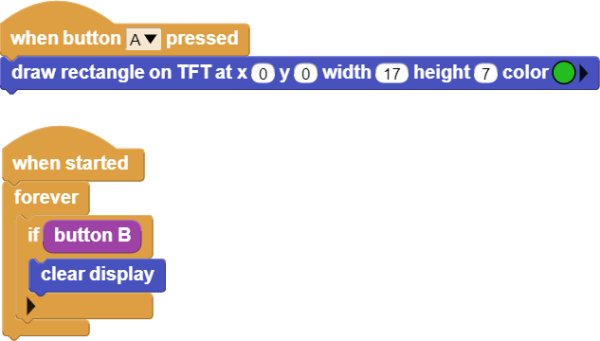 when button A pressed
draw rectangle on TFT at x 0 y 0 width 17 height 7 color
when started
forever
if button B
clear display